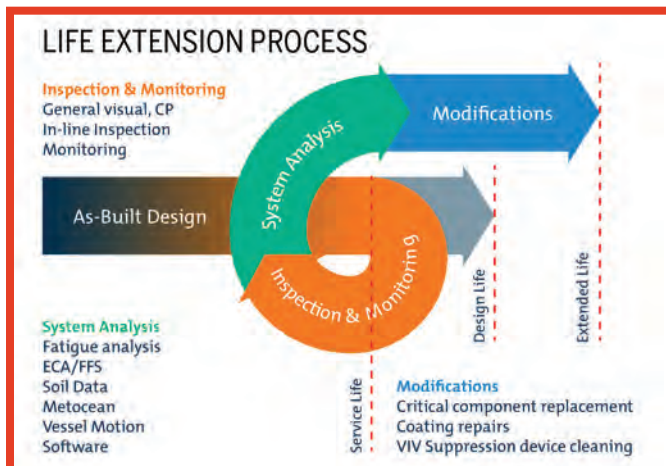 LIFE EXTENSION PROCESS
Inspection & Monitoring
General visual, CP
In-line Inspection
Monitoring
As-Built Design
System Analysis
Modifications
Inspection & Monitoring
Design Life
Extended Life
Service Life
System Analysis
Fatigue analysis
ECA/FFS
Soil Data
Metocean
Vessel Motion
Software
Modifications
Critical component replacement
Coating repairs
VIV Suppression device cleaning